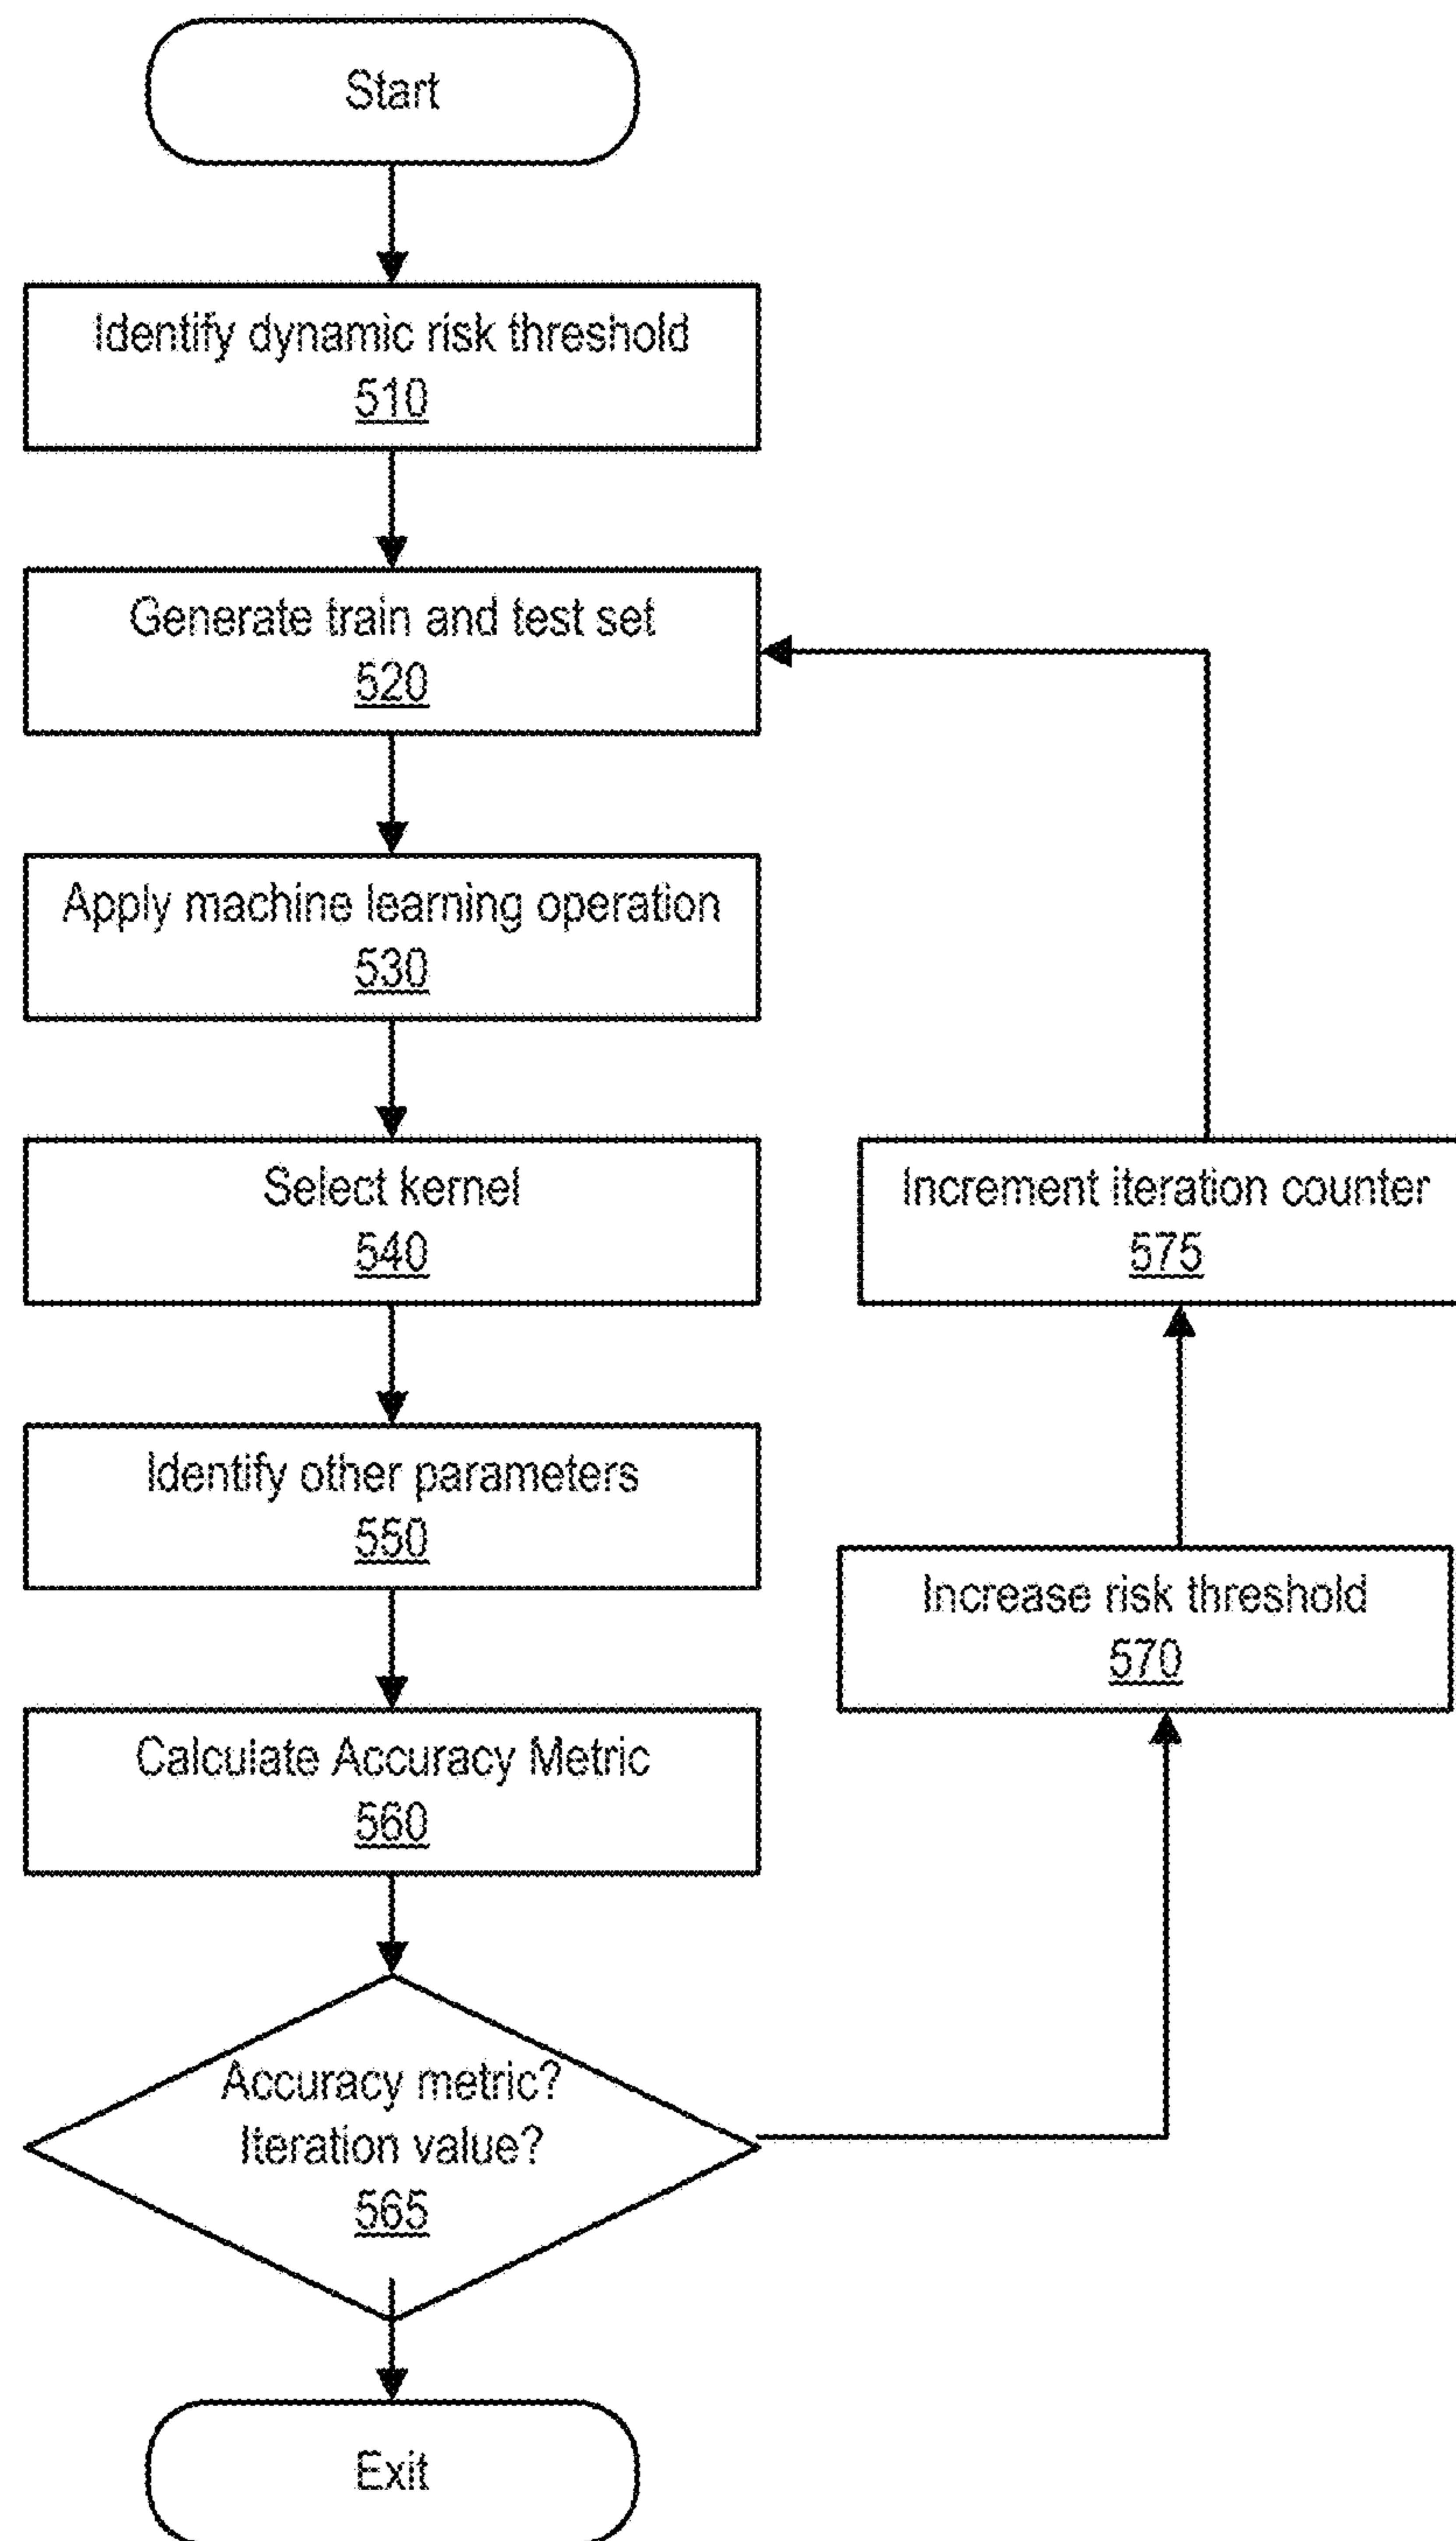 Start
Identify dynamic risk threshold
510
Generate train and test set
520
Apply machine learning operation
530
Select kernel
540
Increment iteration counter
575
Identify other parameters
550
Increase risk threshold
570
Calculate Accuracy Metric
560
Accuracy metric?
Iteration value?
565
Exit